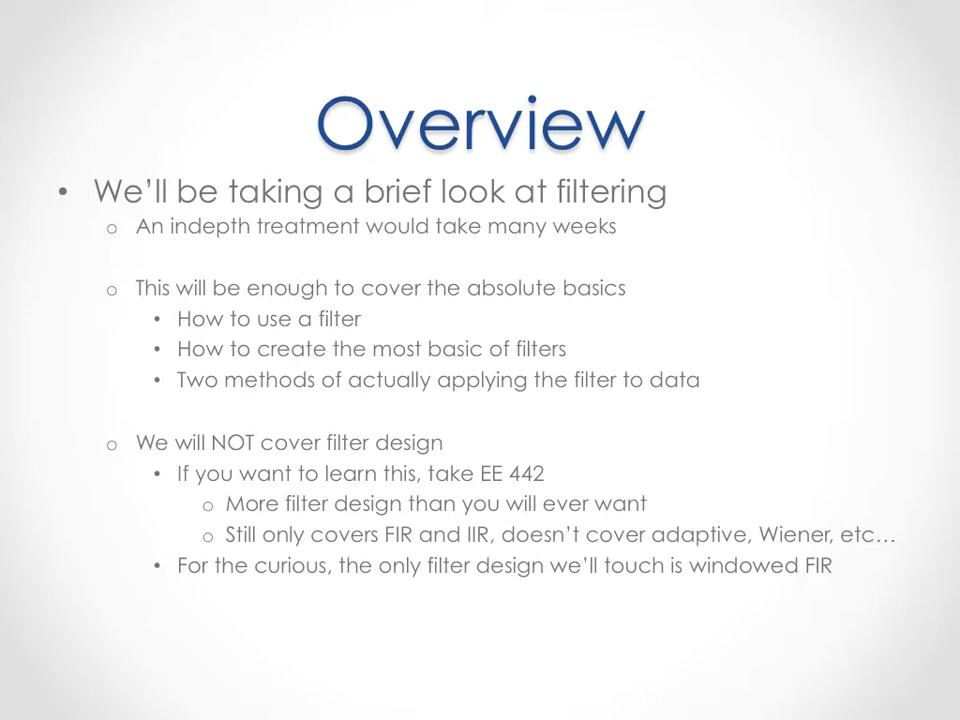 Overview
• We'll be taking a brief look at filtering
o An indepth treatment would take many weeks
o This will be enough to cover the absolute basics
• How to use a filter
• How to create the most basic of filters
• Two methods of actually applying the filter to data
o We will NOT cover filter design
• If you want to learn this, take EE 442
o More filter design than you will ever want
o Still only covers FIR and IIR, doesn't cover adaptive, Wiener, etc…
• For the curious, the only filter design we'll touch is windowed FIR